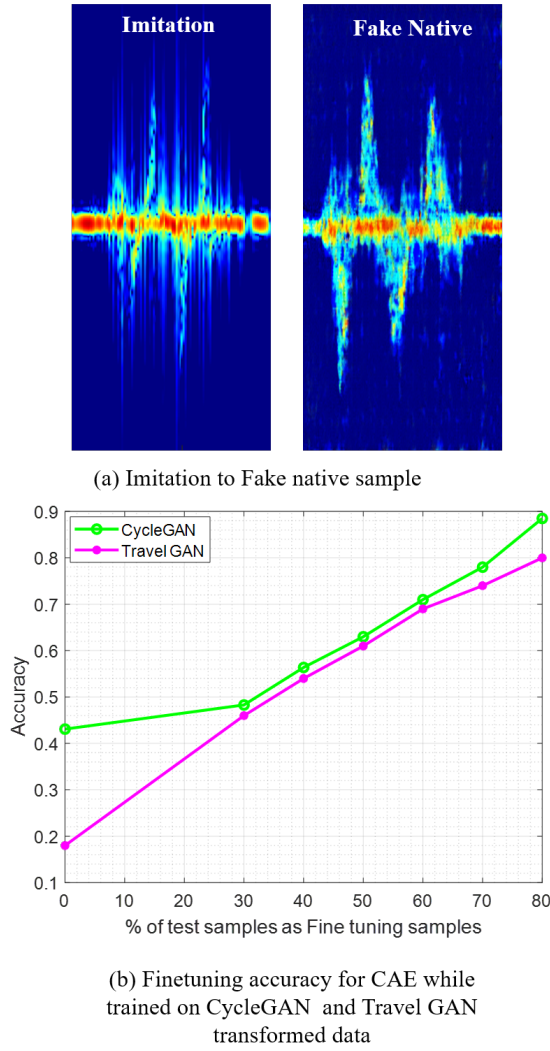 Imitation
Fake Native
(a) Imitation to Fake native sample
0.9
0.8
0.7
0.6
0.5
0.4
0.3
0.2
0.1
Accuracy
CycleGAN
Travel GAN
0 10 20 30 40 50 60 70 80
% of test samples as Fine tuning samples
(b) Finetuning accuracy for CAE while
trained on CycleGAN and Travel GAN
transformed data